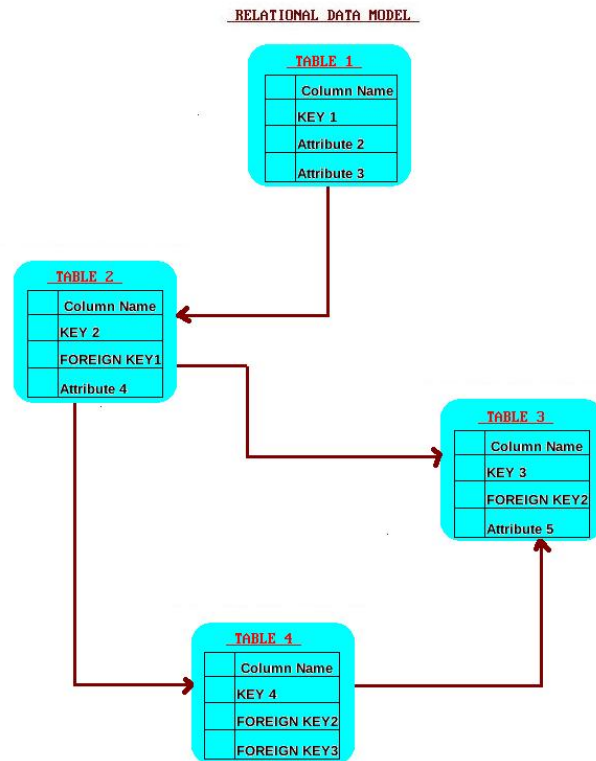 RELATIONAL DATA MODEL
TABLE 1
Column Name
KEY 1
Attribute 2
Attribute 3
TABLE 2
Column Name
KEY 2
FOREIGN KEY1
Attribute 4
TABLE 3
Column Name
KEY 3
FOREIGN KEY2
Attribute 5
TABLE 4
Column Name
KEY 4
FOREIGN KEY2
FOREIGN KEY3